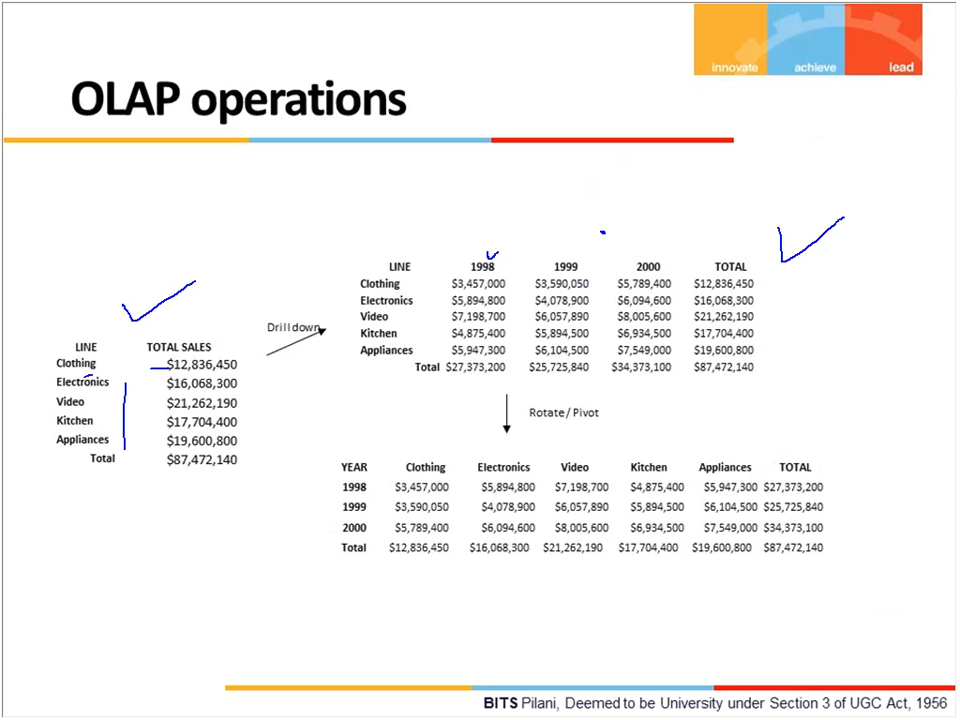 innovate achieve lead
OLAP operations
LINE 1998 1999 2000 TOTAL
Clothing $3,457,000 $3,590,050 $5,789,400 $12,836,450
Electronics $5,894,800 $4,078,900 $6,094,600 $16,068,300
Video $7,198,700 $6,057,890 $8,005,600 $21,262,190
Kitchen $4,875,400 $5,894,500 $6,934,500 $17,704,400
Appliances $5,947,300 $6,104,500 $7,549,000 $19,600,800
Total $27,373,200 $25,725,840 $34,373,100 $87,472,140
Drill down
LINE TOTAL SALES
Clothing $12,836,450
Electronics $16,068,300
Video $21,262,190
Kitchen $17,704,400
Appliances $19,600,800
Total $87,472,140
Rotate / Pivot
YEAR Clothing Electronics Video Kitchen Appliances TOTAL
1998 $3,457,000 $5,894,800 $7,198,700 $4,875,400 $5,947,300 $27,373,200
1999 $3,590,050 $4,078,900 $6,057,890 $5,894,500 $6,104,500 $25,725,840
2000 $5,789,400 $6,094,600 $8,005,600 $6,934,500 $7,549,000 $34,373,100
Total $12,836,450 $16,068,300 $21,262,190 $17,704,400 $19,600,800 $87,472,140
BITS Pilani, Deemed to be University under Section 3 of UGC Act, 1956